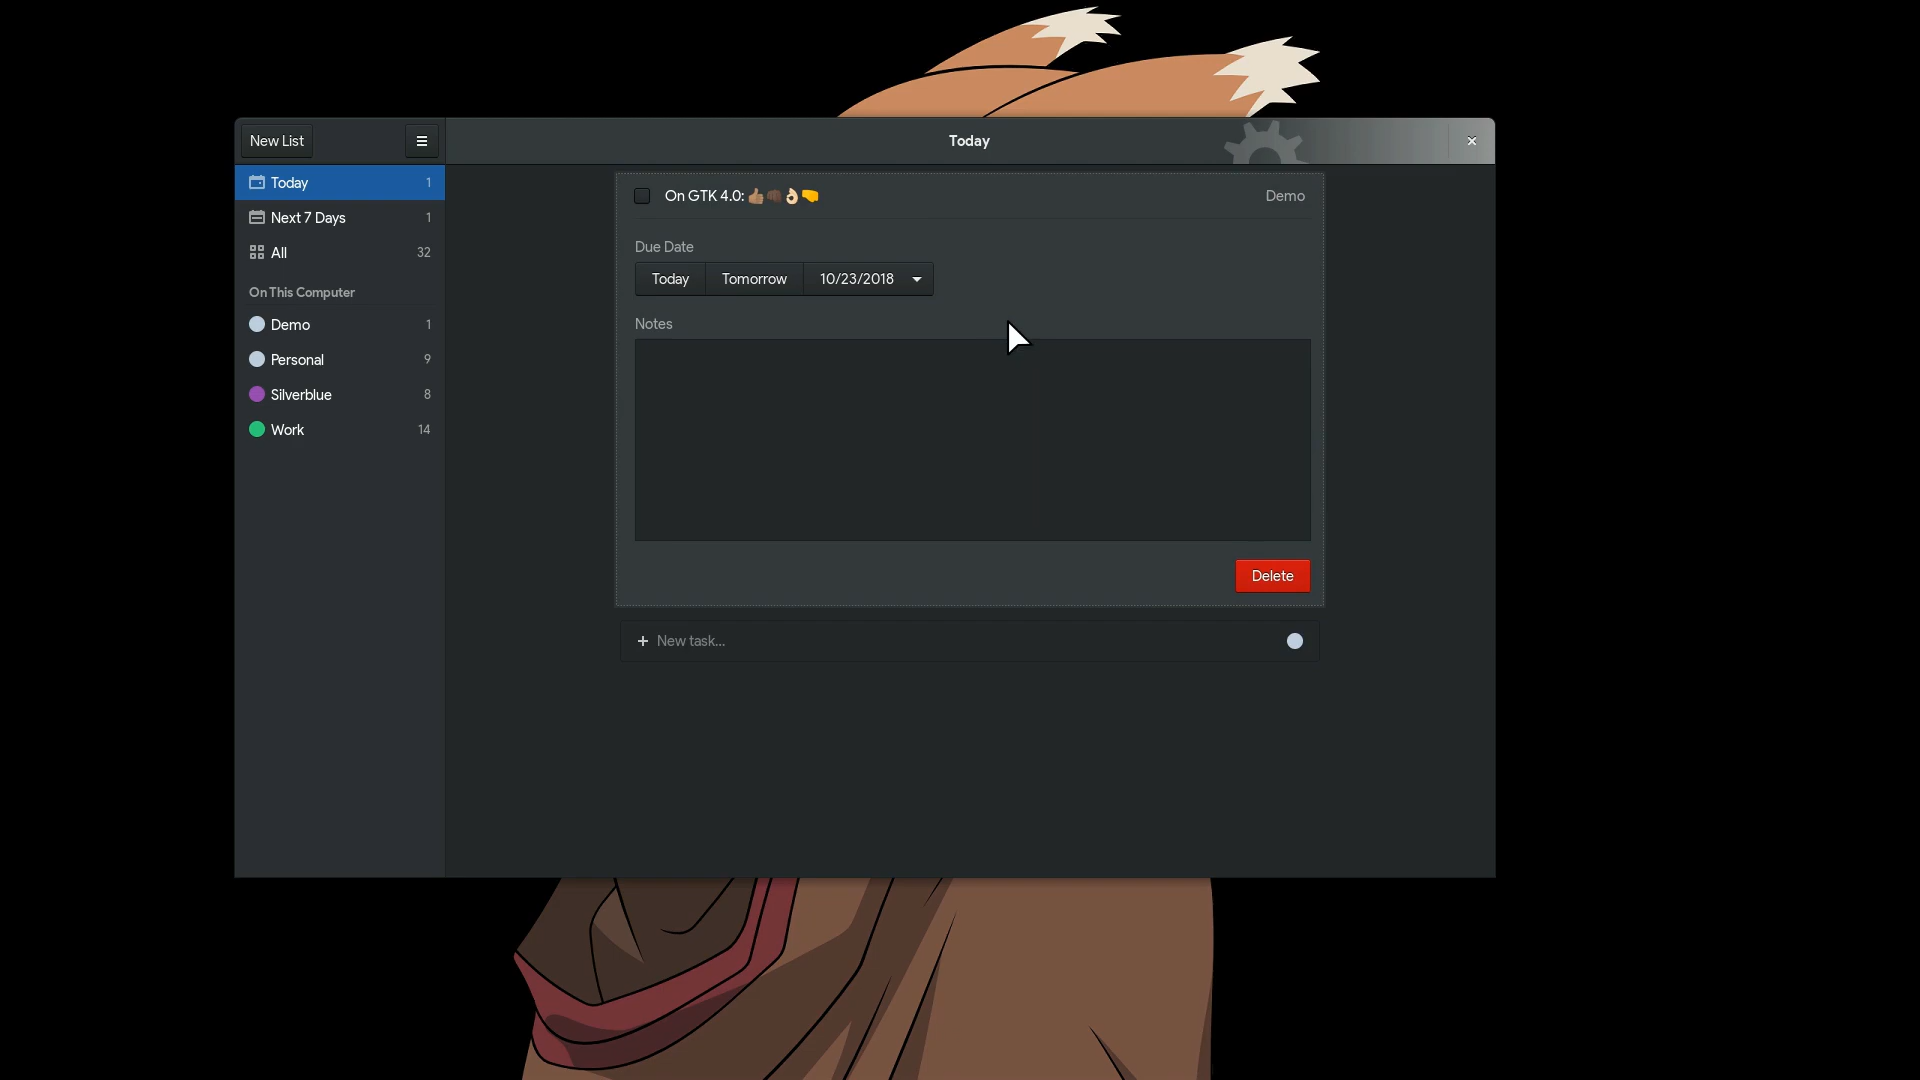 New List
Today
Today 1
Next 7 Days 1
All 32
On This Computer
Demo 1
Personal 9
Silverblue 8
Work 14
On GTK 4.0: 👍🏽👊🏿👌🏼🤜 Demo
Due Date
Today Tomorrow 10/23/2018
Notes
Delete
New task...